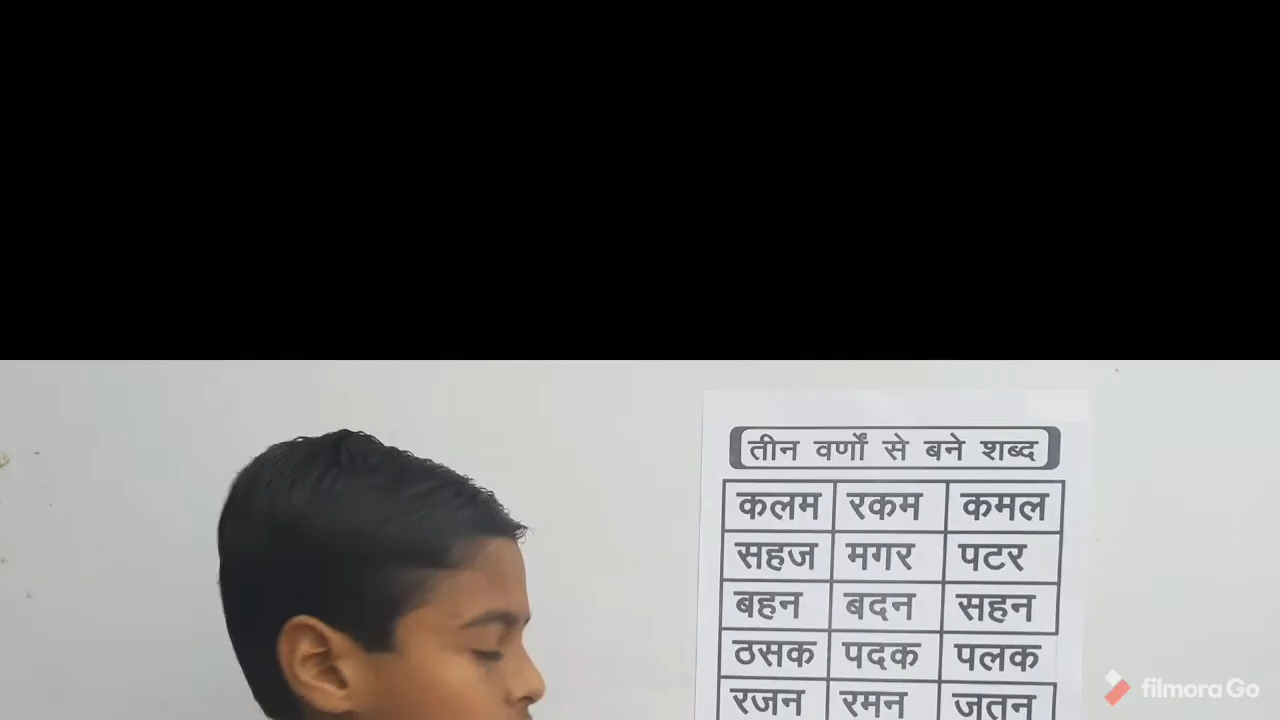 तीन वर्णों से बने शब्द
कलम रकम कमल
सहज मगर पटर
बहन बदन सहन
ठसक पदक पलक
रजन रमन जतन
filmora Go